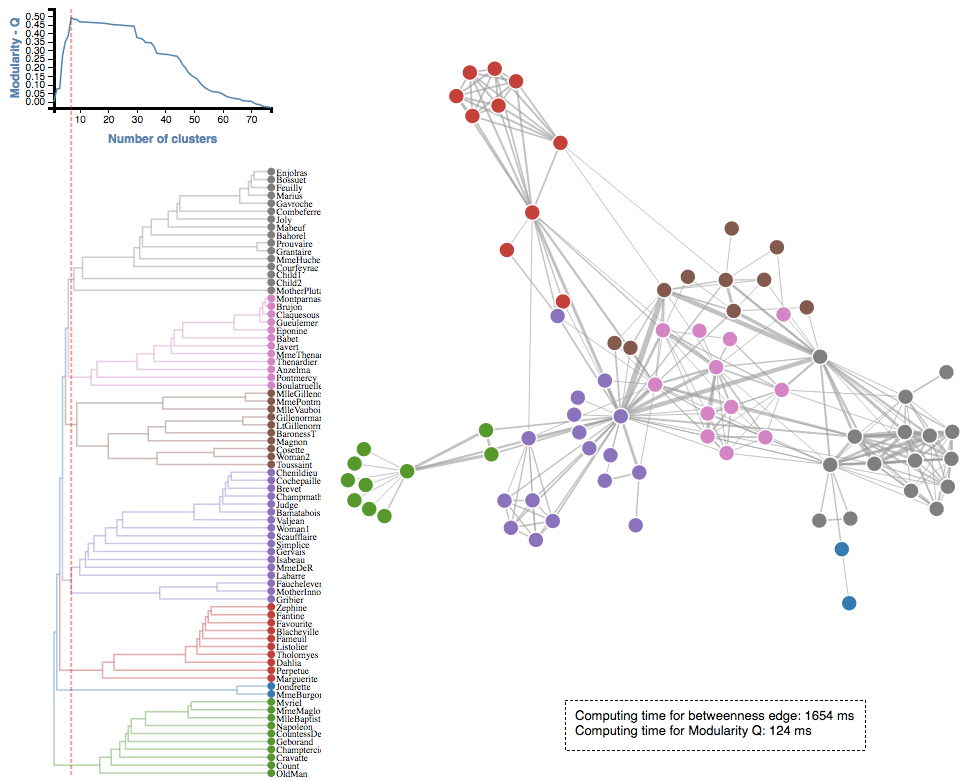 Modularity - Q
0.50
0.45
0.40
0.35
0.30
0.25
0.20
0.15
0.10
0.05
0.00
10 20 30 40 50 60 70
Number of clusters
Enjolras
Bossuet
Feuilly
Marius
Gavroche
Combeferre
Joly
Mabeuf
Bahorel
Prouvaire
Grantaire
MmeHuche
Courfeyrac
Child1
Child2
MotherPluta
Montparnas
Brujon
Claquesous
Gueulemer
Eponine
Babet
Javert
MmeThenar
Thenardier
Anzelma
Pontmercy
Boulatruelle
MlleGilleno
MmePontm
MlleVauboi
Gillenorman
LtGillenorm
BaronessT
Magnon
Cosette
Woman2
Toussaint
Chenildieu
Cochepaille
Brevet
Champmath
Judge
Bamatabois
Valjean
Woman1
Scaufflaire
Simplice
Gervais
Isabeau
MmeDeR
Labarre
Fauchelever
MotherInno
Gribier
Zephine
Fantine
Favourite
Blacheville
Fameuil
Listolier
Tholomyes
Dahlia
Perpetue
Marguerite
Jondrette
MmeBurgon
Myriel
MmeMaglo
MlleBaptist
Napoleon
CountessDe
Geborand
Champtercie
Cravatte
Count
OldMan
Computing time for betweenness edge: 1654 ms
Computing time for Modularity Q: 124 ms